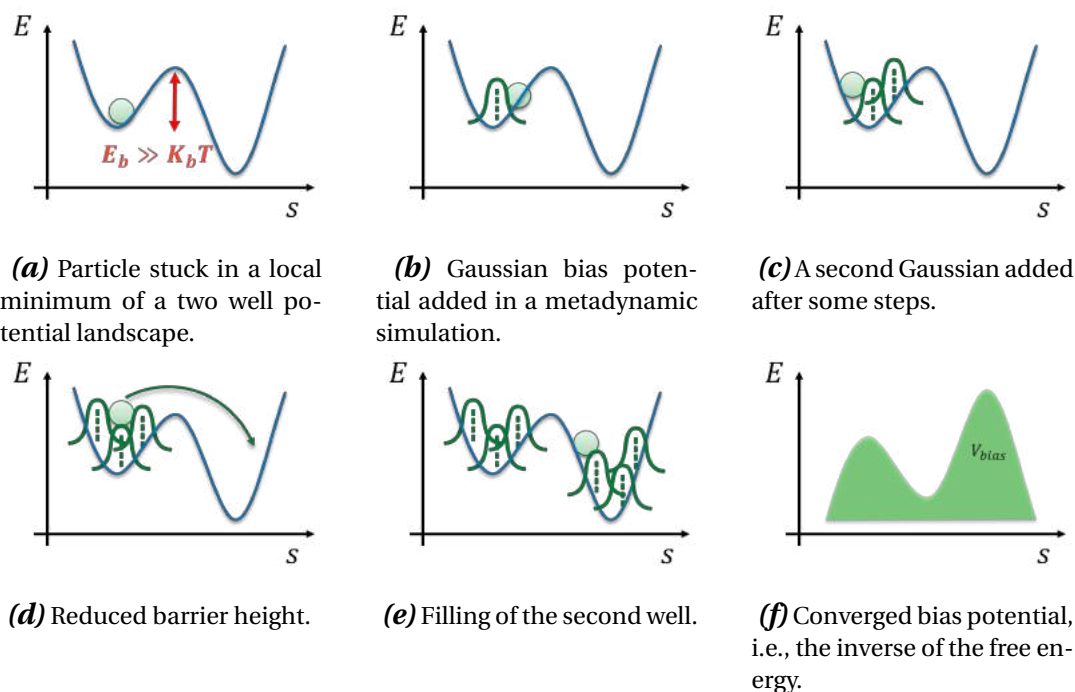 E
E_b ≫ K_bT
S
E
S
E
S
(a) Particle stuck in a local
minimum of a two well po-
tential landscape.
(b) Gaussian bias poten-
tial added in a metadynamic
simulation.
(c) A second Gaussian added
after some steps.
E
S
E
S
E
V_bias
S
(d) Reduced barrier height.
(e) Filling of the second well.
(f) Converged bias potential,
i.e., the inverse of the free en-
ergy.